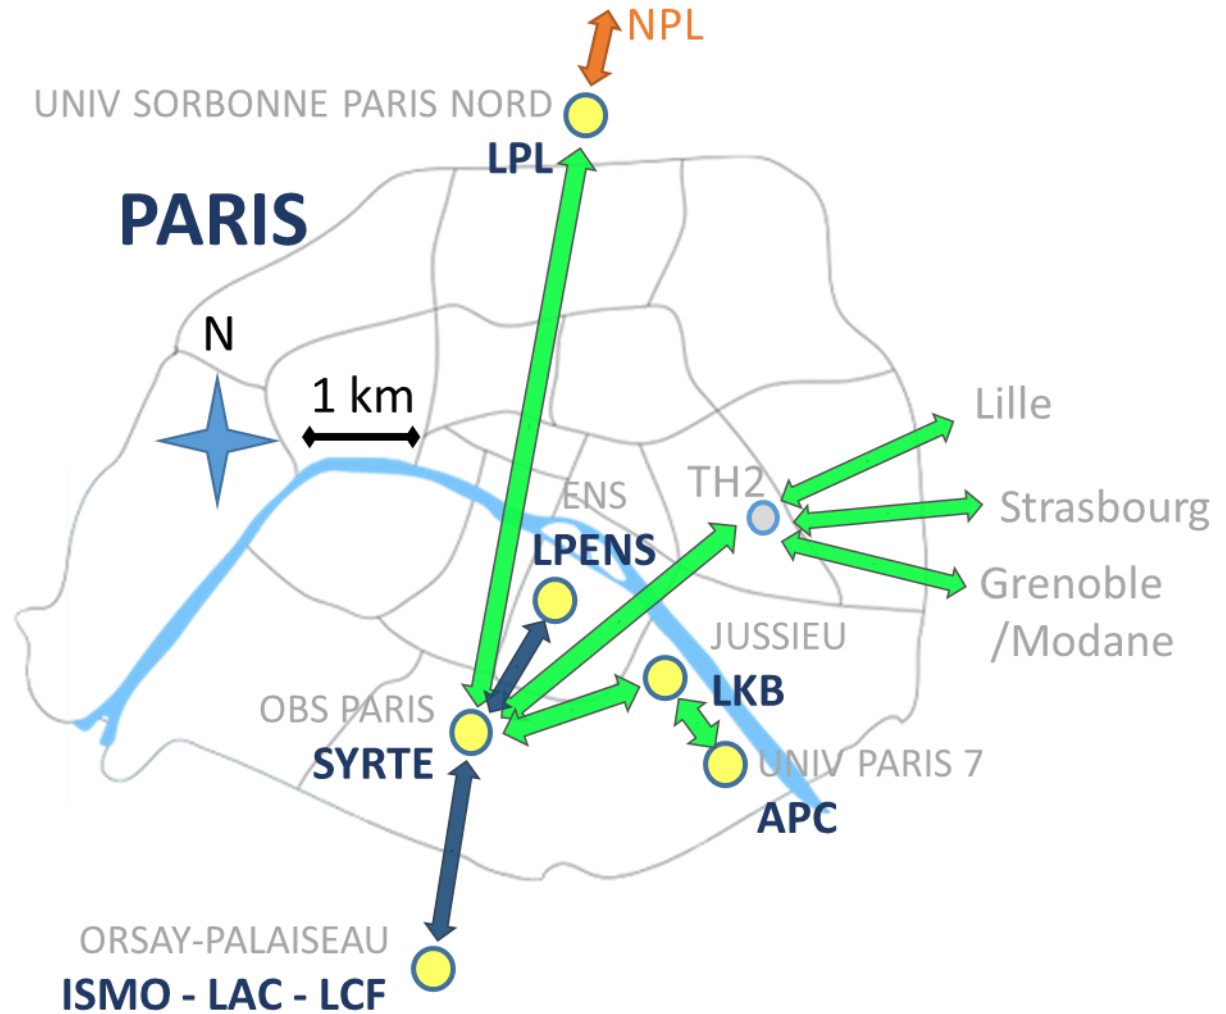 NPL
UNIV SORBONNE PARIS NORD
LPL
PARIS
N
1 km
Lille
TH2
ENS
Strasbourg
LPENS
Grenoble
/Modane
JUSSIEU
LKB
OBS PARIS
SYRTE
UNIV PARIS 7
APC
ORSAY-PALAISEAU
ISMO - LAC - LCF